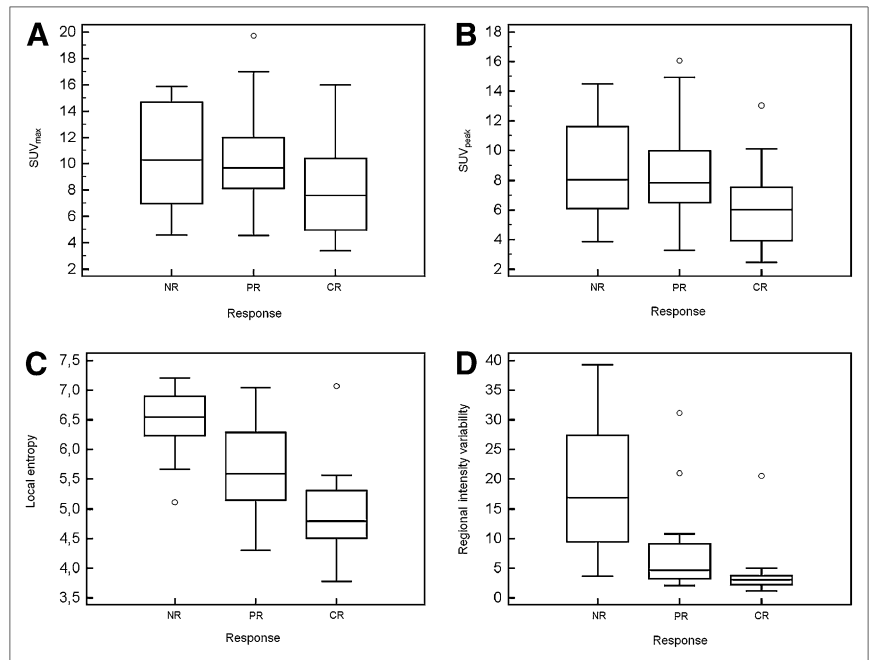 A
20
18
16
14
12
10
8
6
4
2
SUVmax
NR PR CR
Response
B
18
16
14
12
10
8
6
4
2
SUVpeak
NR PR CR
Response
C
7,5
7,0
6,5
6,0
5,5
5,0
4,5
4,0
3,5
Local entropy
NR PR CR
Response
D
40
35
30
25
20
15
10
5
0
Regional intensity variability
NR PR CR
Response